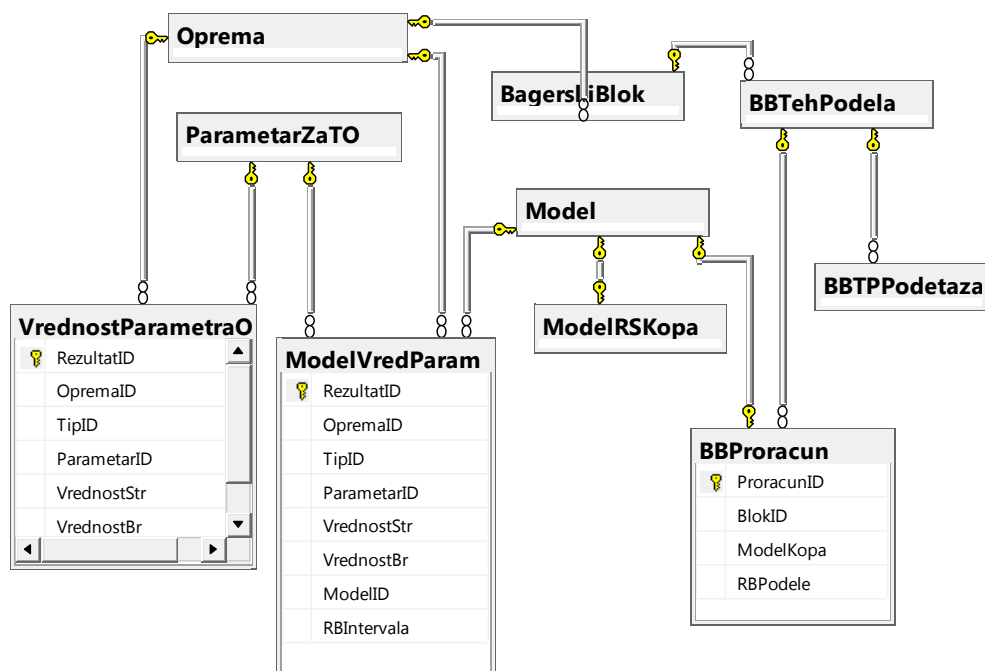 Oprema
BagerskiBlok
BBTehPodela
ParametarZaTO
Model
BBTPPodetaza
ModelRSKopa
VrednostParametraO
RezultatID
OpremaID
TipID
ParametarID
VrednostStr
VrednostBr
ModelVredParam
RezultatID
OpremaID
TipID
ParametarID
VrednostStr
VrednostBr
ModelID
RBIntervala
BBProracun
ProracunID
BlokID
ModelKopa
RBPodele